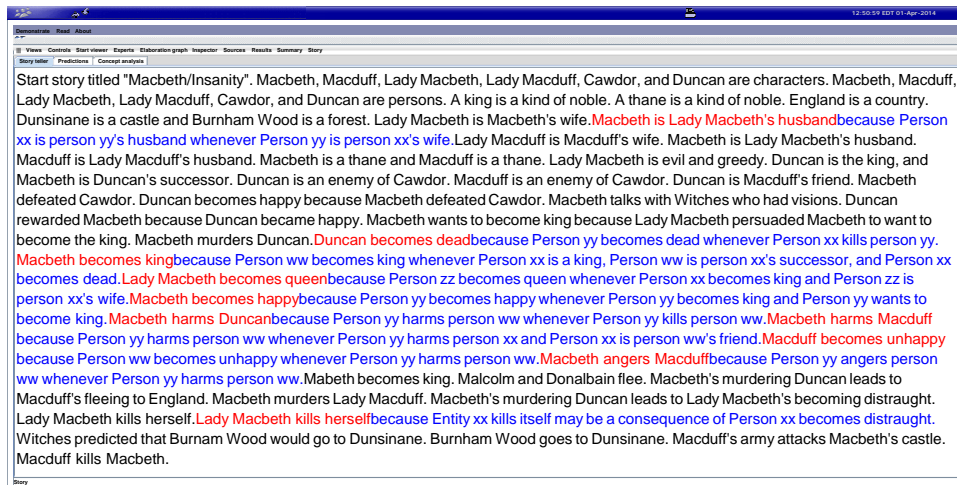 12:50:59 EDT 01-Apr-2014
Demonstrate Read About
Views Controls Start viewer Experts Elaboration graph Inspector Sources Results Summary Story
Story teller Predictions Concept analysis
Start story titled "Macbeth/Insanity". Macbeth, Macduff, Lady Macbeth, Lady Macduff, Cawdor, and Duncan are characters. Macbeth, Macduff,
Lady Macbeth, Lady Macduff, Cawdor, and Duncan are persons. A king is a kind of noble. A thane is a kind of noble. England is a country.
Dunsinane is a castle and Burnham Wood is a forest. Lady Macbeth is Macbeth's wife.Macbeth is Lady Macbeth's husbandbecause Person
xx is person yy's husband whenever Person yy is person xx's wife.Lady Macduff is Macduff's wife. Macbeth is Lady Macbeth's husband.
Macduff is Lady Macduff's husband. Macbeth is a thane and Macduff is a thane. Lady Macbeth is evil and greedy. Duncan is the king, and
Macbeth is Duncan's successor. Duncan is an enemy of Cawdor. Macduff is an enemy of Cawdor. Duncan is Macduff's friend. Macbeth
defeated Cawdor. Duncan becomes happy because Macbeth defeated Cawdor. Macbeth talks with Witches who had visions. Duncan
rewarded Macbeth because Duncan became happy. Macbeth wants to become king because Lady Macbeth persuaded Macbeth to want to
become the king. Macbeth murders Duncan.Duncan becomes deadbecause Person yy becomes dead whenever Person xx kills person yy.
Macbeth becomes kingbecause Person ww becomes king whenever Person xx is a king, Person ww is person xx's successor, and Person xx
becomes dead.Lady Macbeth becomes queenbecause Person zz becomes queen whenever Person xx becomes king and Person zz is
person xx's wife.Macbeth becomes happybecause Person yy becomes happy whenever Person yy becomes king and Person yy wants to
become king.Macbeth harms Duncanbecause Person yy harms person ww whenever Person yy kills person ww.Macbeth harms Macduff
because Person yy harms person ww whenever Person yy harms person xx and Person xx is person ww's friend.Macduff becomes unhappy
because Person ww becomes unhappy whenever Person yy harms person ww.Macbeth angers Macduffbecause Person yy angers person
ww whenever Person yy harms person ww.Mabeth becomes king. Malcolm and Donalbain flee. Macbeth's murdering Duncan leads to
Macduff's fleeing to England. Macbeth murders Lady Macduff. Macbeth's murdering Duncan leads to Lady Macbeth's becoming distraught.
Lady Macbeth kills herself.Lady Macbeth kills herselfbecause Entity xx kills itself may be a consequence of Person xx becomes distraught.
Witches predicted that Burnam Wood would go to Dunsinane. Burnham Wood goes to Dunsinane. Macduff's army attacks Macbeth's castle.
Macduff kills Macbeth.
Story